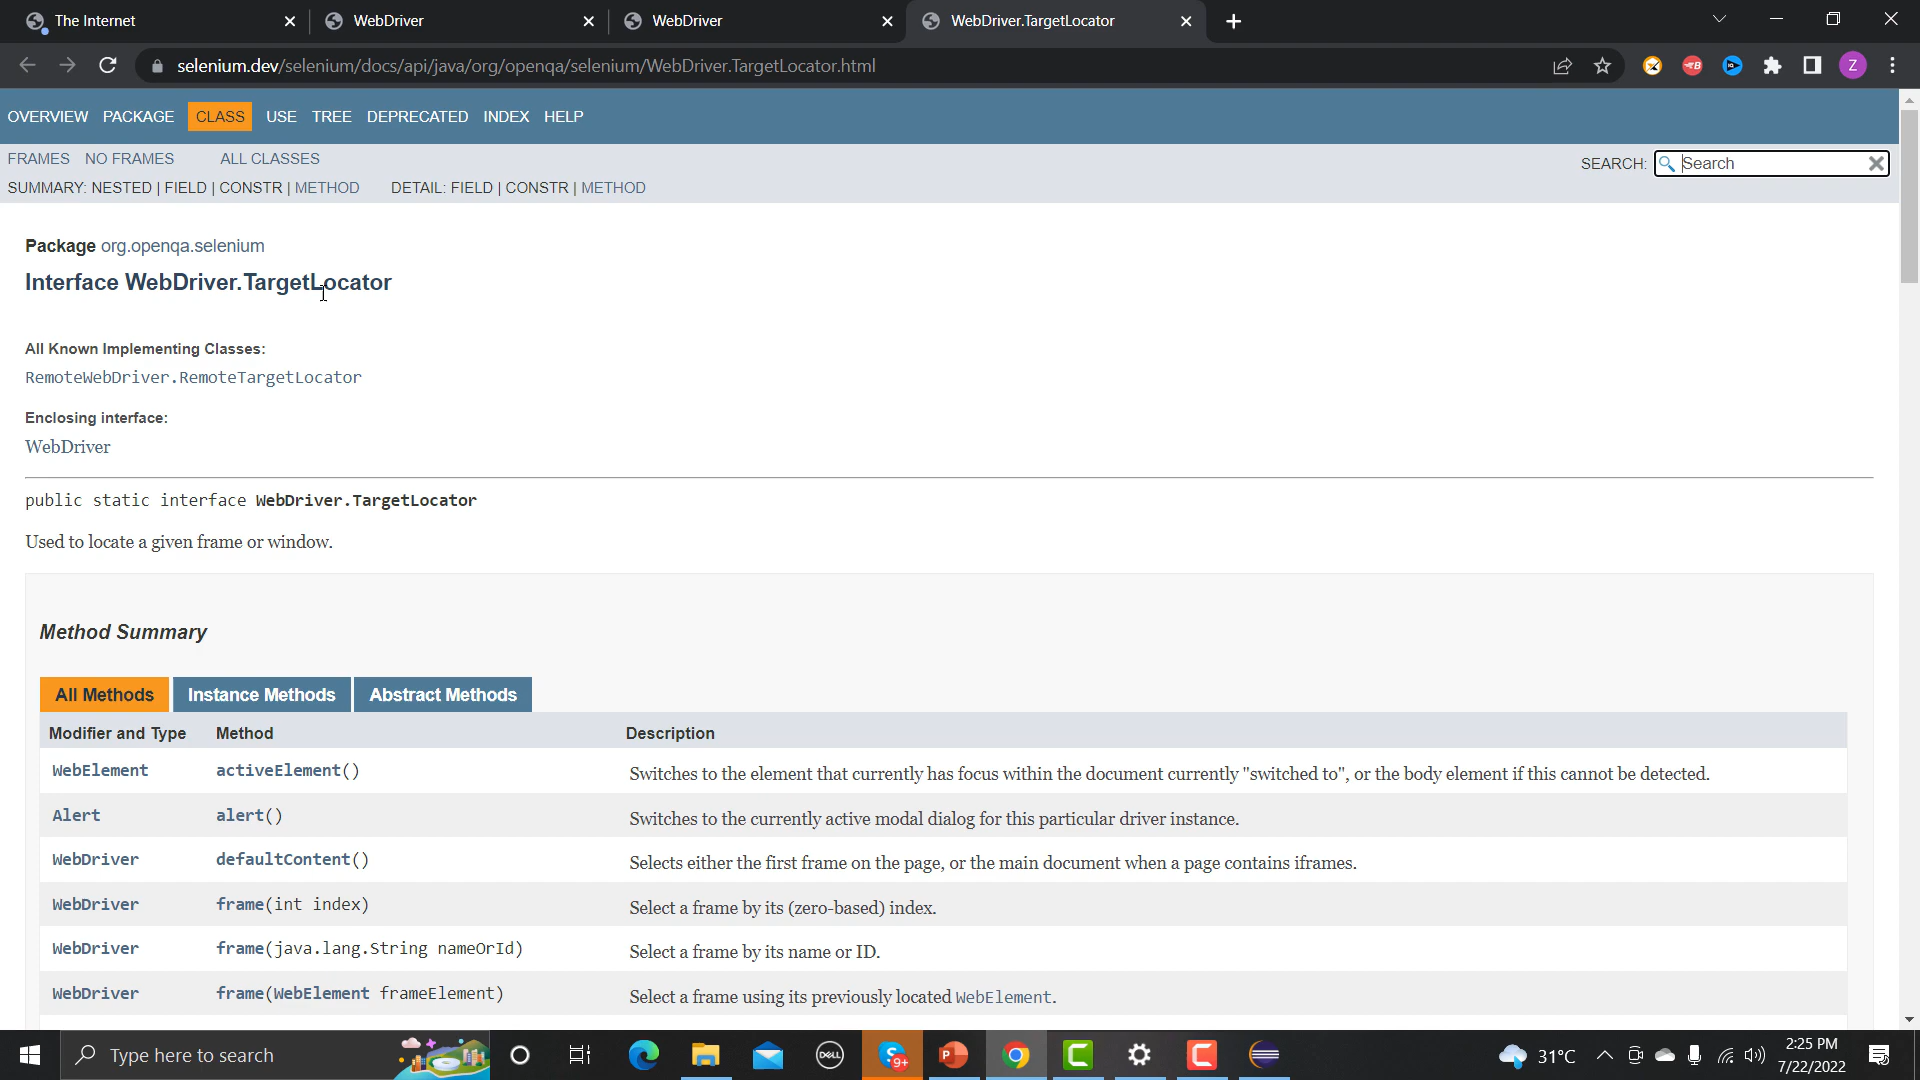 The Internet
WebDriver
WebDriver
WebDriver.TargetLocator
selenium.dev/selenium/docs/api/java/org/openqa/selenium/WebDriver.TargetLocator.html
Z
OVERVIEW PACKAGE CLASS USE TREE DEPRECATED INDEX HELP
FRAMES NO FRAMES ALL CLASSES
SEARCH: Search
SUMMARY: NESTED | FIELD | CONSTR | METHOD DETAIL: FIELD | CONSTR | METHOD
Package org.openqa.selenium
Interface WebDriver.TargetLocator
All Known Implementing Classes:
RemoteWebDriver.RemoteTargetLocator
Enclosing interface:
WebDriver
public static interface WebDriver.TargetLocator
Used to locate a given frame or window.
Method Summary
All Methods Instance Methods Abstract Methods
Modifier and Type Method Description
WebElement activeElement() Switches to the element that currently has focus within the document currently "switched to", or the body element if this cannot be detected.
Alert alert() Switches to the currently active modal dialog for this particular driver instance.
WebDriver defaultContent() Selects either the first frame on the page, or the main document when a page contains iframes.
WebDriver frame(int index) Select a frame by its (zero-based) index.
WebDriver frame(java.lang.String nameOrId) Select a frame by its name or ID.
WebDriver frame(WebElement frameElement) Select a frame using its previously located WebElement.
Type here to search
DELL
9+
31°C
2:25 PM
7/22/2022